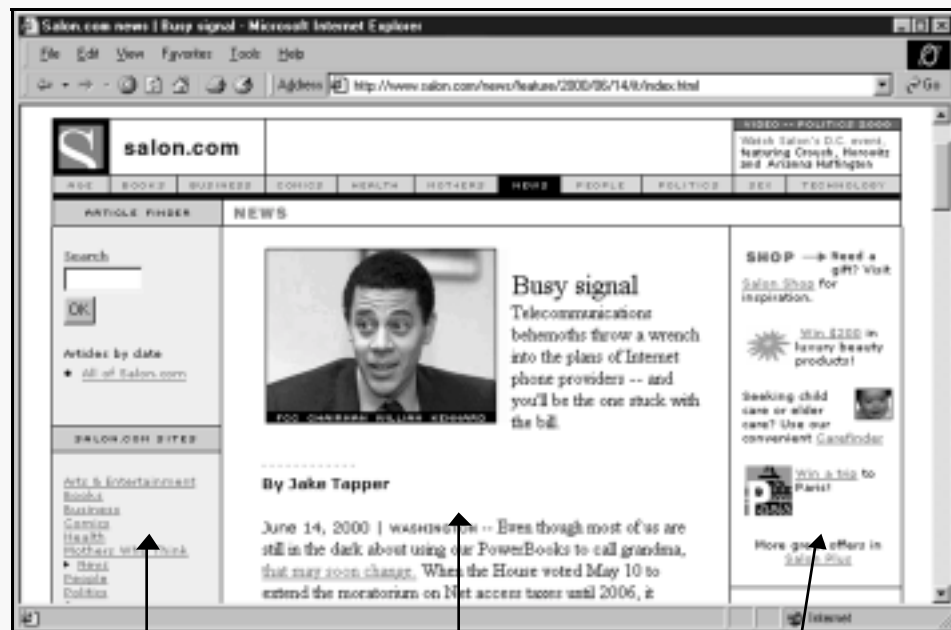 Salon.com news | Busy signal - Microsoft Internet Explorer
File Edit View Favorites Tools Help
Address http://www.salon.com/news/feature/2000/06/14/it/index.html Go
salon.com
VIDEO -- POLITICS 2000
Watch Salon's D.C. event,
featuring Crouch, Horowitz
and Arianna Huffington
AGE BOOKS BUSINESS COMICS HEALTH MOTHERS NEWS PEOPLE POLITICS SEX TECHNOLOGY
ARTICLE FINDER
NEWS
Search
OK
Articles by date
All of Salon.com
SALON.COM SITES
Arts & Entertainment
Books
Business
Comics
Health
Mothers Who Think
News
People
Politics
FCC CHAIRMAN WILLIAM KENNARD
Busy signal
Telecommunications
behemoths throw a wrench
into the plans of Internet
phone providers -- and
you'll be the one stuck with
the bill.
By Jake Tapper
June 14, 2000 | WASHINGTON -- Even though most of us are
still in the dark about using our PowerBooks to call grandma,
that may soon change. When the House voted May 10 to
extend the moratorium on Net access taxes until 2006, it
SHOP Need a
gift? Visit
Salon Shop for
inspiration.
Win $200 in
luxury beauty
products!
Seeking child
care or elder
care? Use our
convenient Carefinder
Win a trip to
Paris!
More great offers in
Salon Plus
Internet